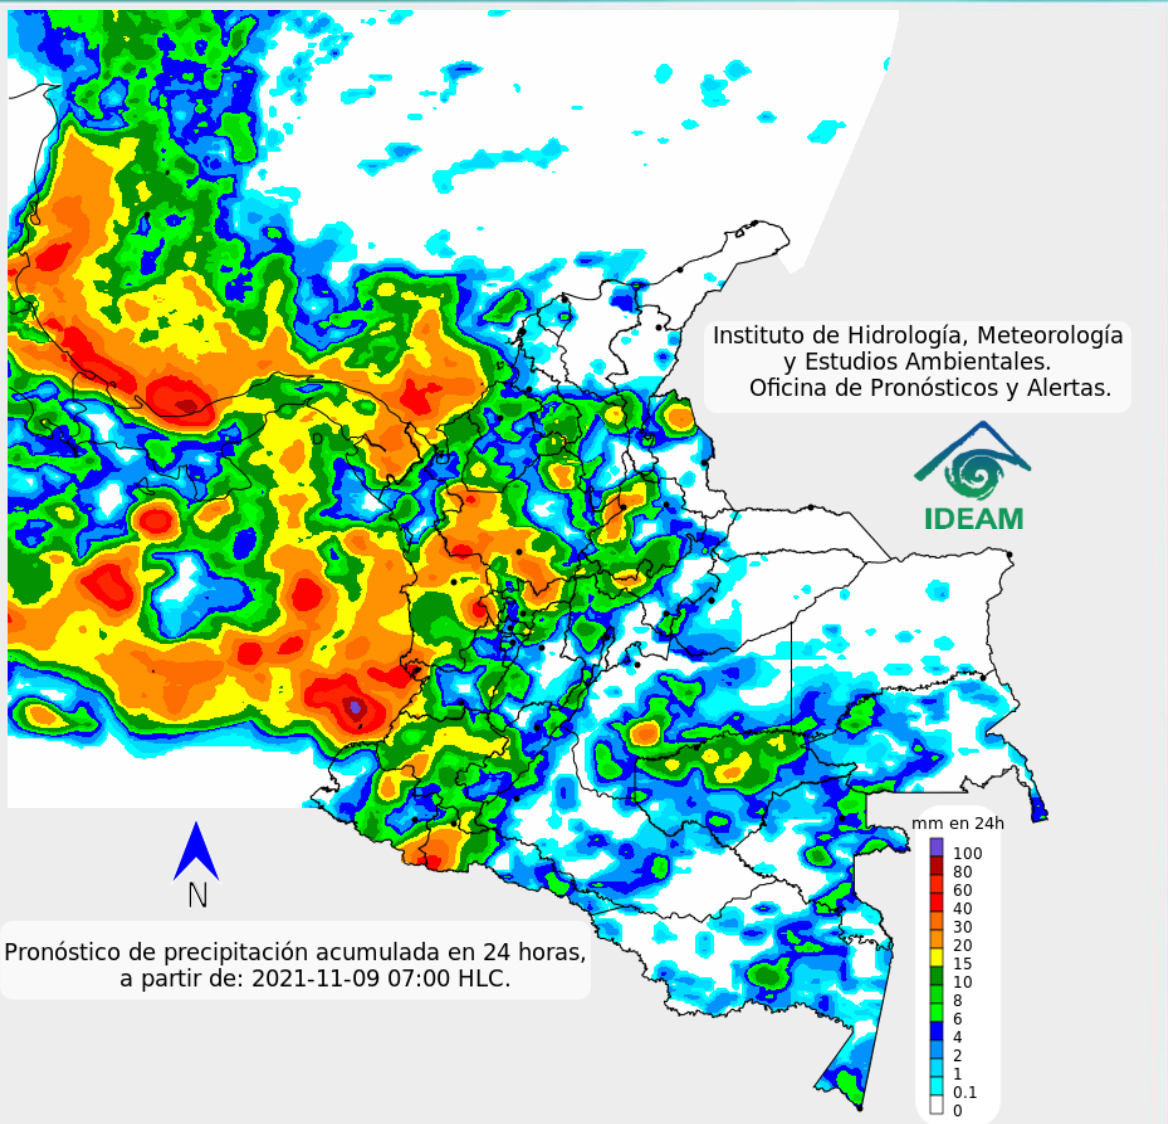 Instituto de Hidrología, Meteorología
y Estudios Ambientales.
Oficina de Pronósticos y Alertas.
IDEAM
mm en 24h
100
80
60
40
30
20
15
10
8
6
4
2
1
0.1
0
N
Pronóstico de precipitación acumulada en 24 horas,
a partir de: 2021-11-09 07:00 HLC.